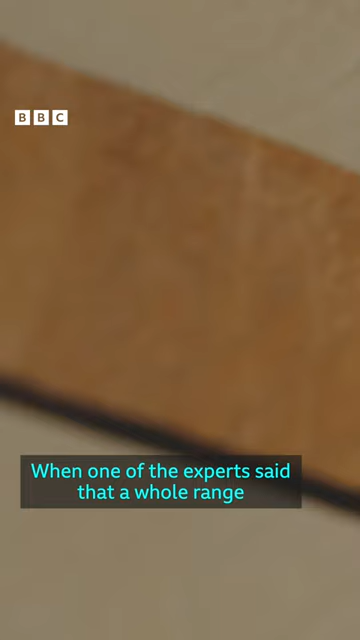 BBC
When one of the experts said
that a whole range